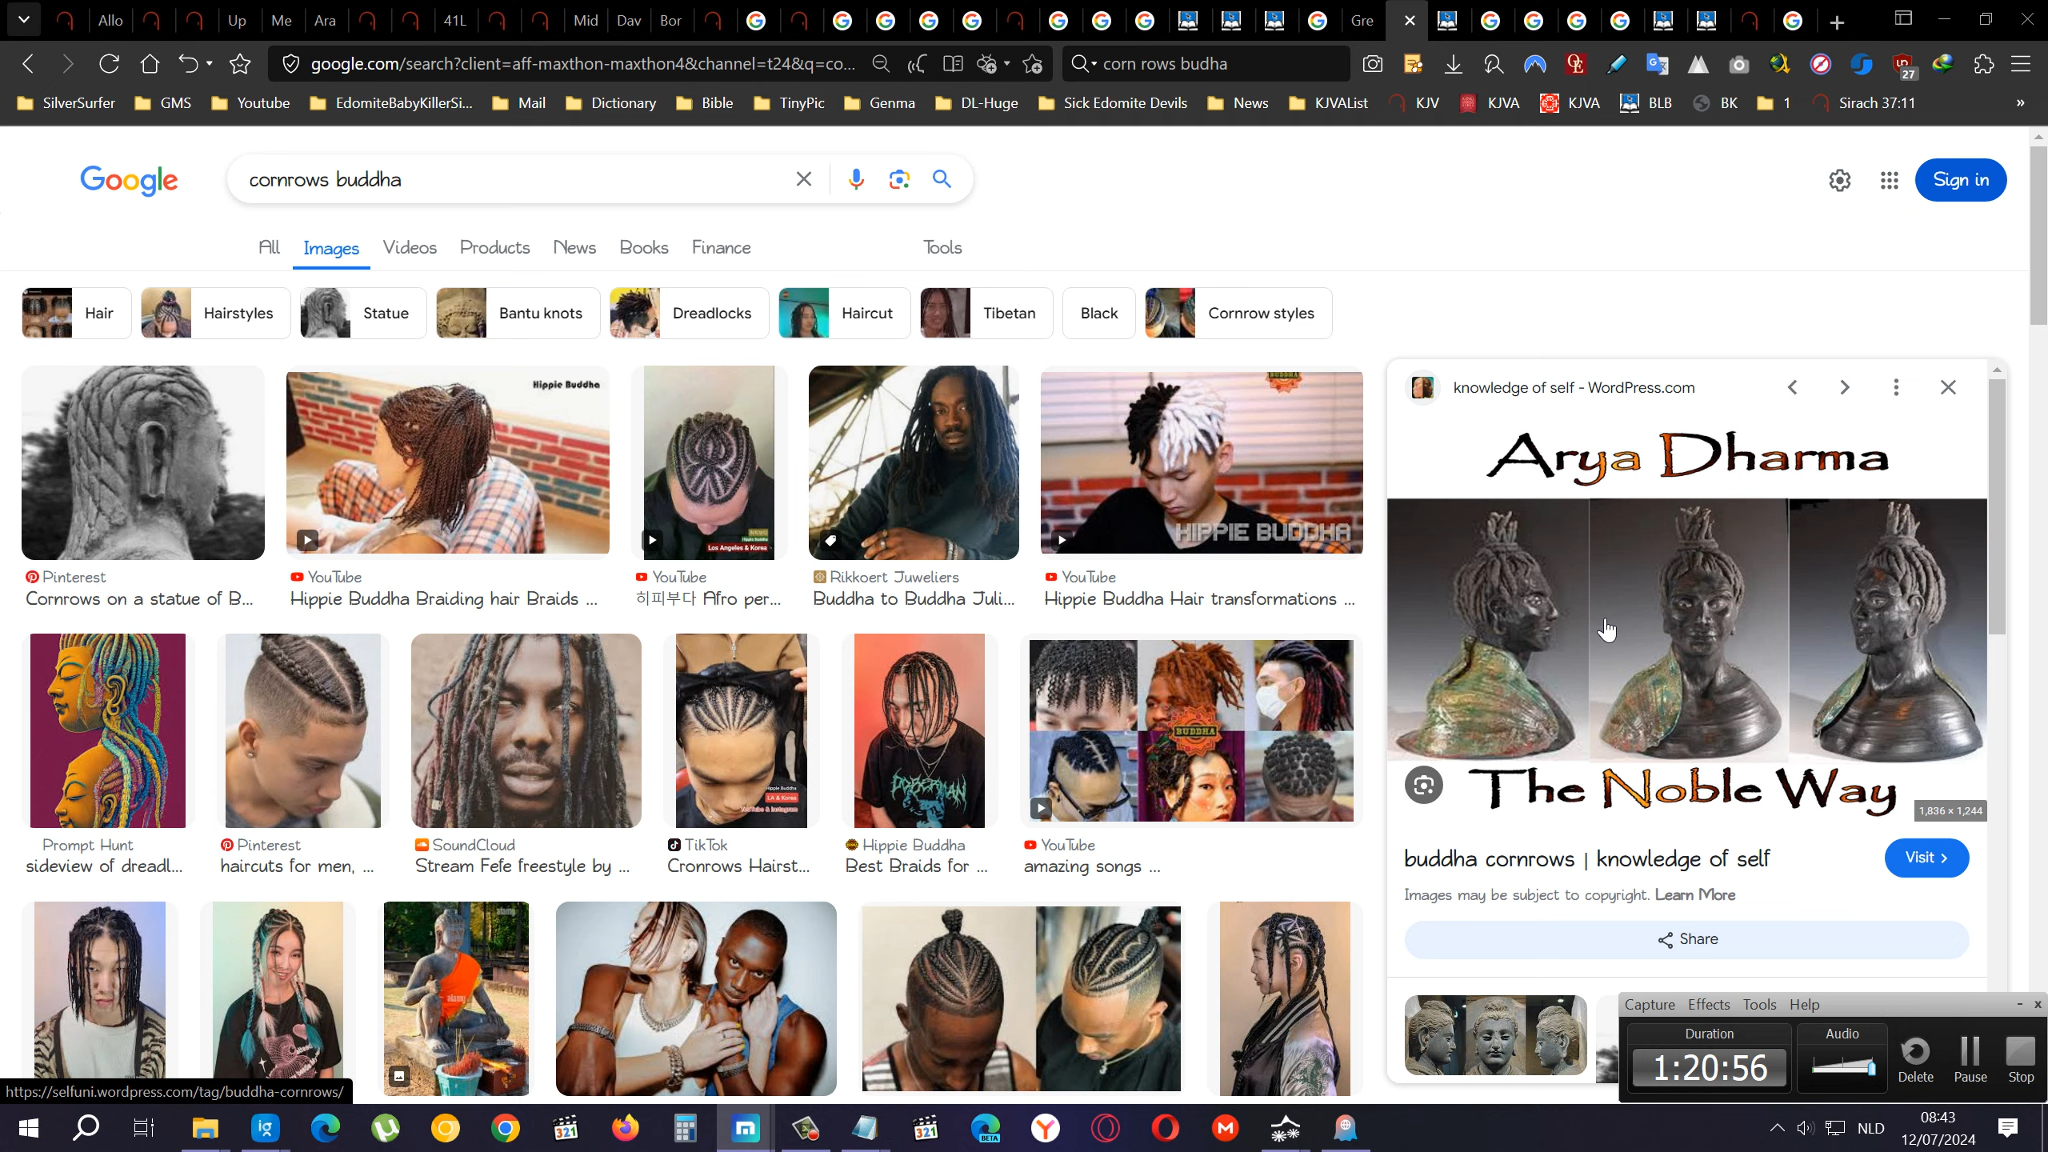 Allo
Up
Me
Ara
41L
Mid
Dav
Bor
Gre
google.com/search?client=aff-maxthon-maxthon4&channel=t24&q=co...
corn rows budha
27
SilverSurfer
GMS
Youtube
EdomiteBabyKillerSi...
Mail
Dictionary
Bible
TinyPic
Genma
DL-Huge
Sick Edomite Devils
News
KJVAList
KJV
KJVA
KJVA
BLB
BK
1
Sirach 37:11
»
Google
cornrows buddha
Sign in
All
Images
Videos
Products
News
Books
Finance
Tools
Hair
Hairstyles
Statue
Bantu knots
Dreadlocks
Haircut
Tibetan
Black
Cornrow styles
Hippie Buddha
Los Angeles & Korea
HIPPIE BUDDHA
Pinterest
Cornrows on a statue of B...
YouTube
Hippie Buddha Braiding hair Braids ...
YouTube
히피부다 Afro per...
Rikkoert Juweliers
Buddha to Buddha Juli...
YouTube
Hippie Buddha Hair transformations ...
DOBERMAN
BUDDHA
Prompt Hunt
sideview of dreadl...
Pinterest
haircuts for men, ...
SoundCloud
Stream Fefe freestyle by ...
TikTok
Cronrows Hairst...
Hippie Buddha
Best Braids for ...
YouTube
amazing songs ...
alamy
alamy
knowledge of self - WordPress.com
Arya Dharma
The Noble Way
1,836 × 1,244
buddha cornrows | knowledge of self
Visit
Images may be subject to copyright. Learn More
Share
Capture Effects Tools Help
Duration
Audio
1:20:56
Delete
Pause
Stop
https://selfuni.wordpress.com/tag/buddha-cornrows/
NLD
08:43
12/07/2024